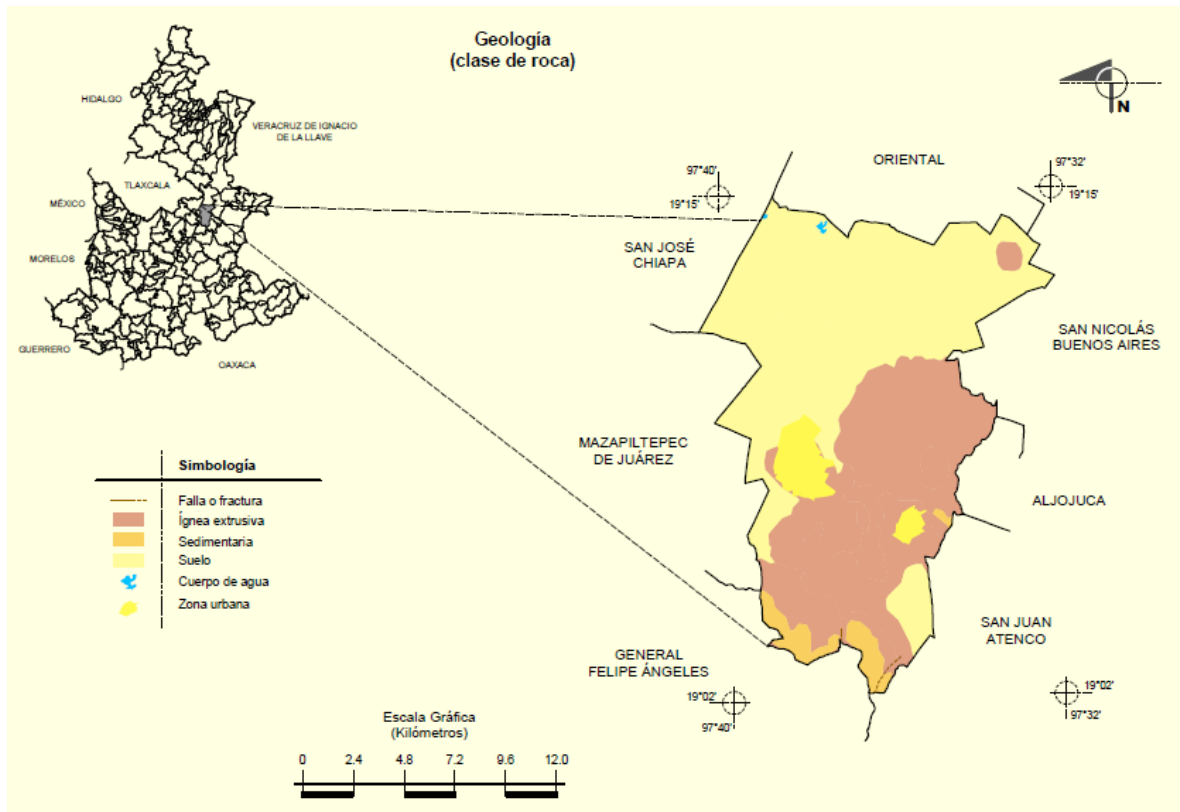 Geología
(clase de roca)
N
HIDALGO
VERACRUZ DE IGNACIO
DE LA LLAVE
TLAXCALA
MÉXICO
MORELOS
GUERRERO
OAXACA
ORIENTAL
97°40'
19°15'
97°32'
19°15'
SAN JOSÉ
CHIAPA
SAN NICOLÁS
BUENOS AIRES
MAZAPILTEPEC
DE JUÁREZ
ALJOJUCA
SAN JUAN
ATENCO
GENERAL
FELIPE ÁNGELES
19°02'
97°40'
19°02'
97°32'
Simbología
Falla o fractura
Ígnea extrusiva
Sedimentaria
Suelo
Cuerpo de agua
Zona urbana
Escala Gráfica
(Kilómetros)
0 2.4 4.8 7.2 9.6 12.0